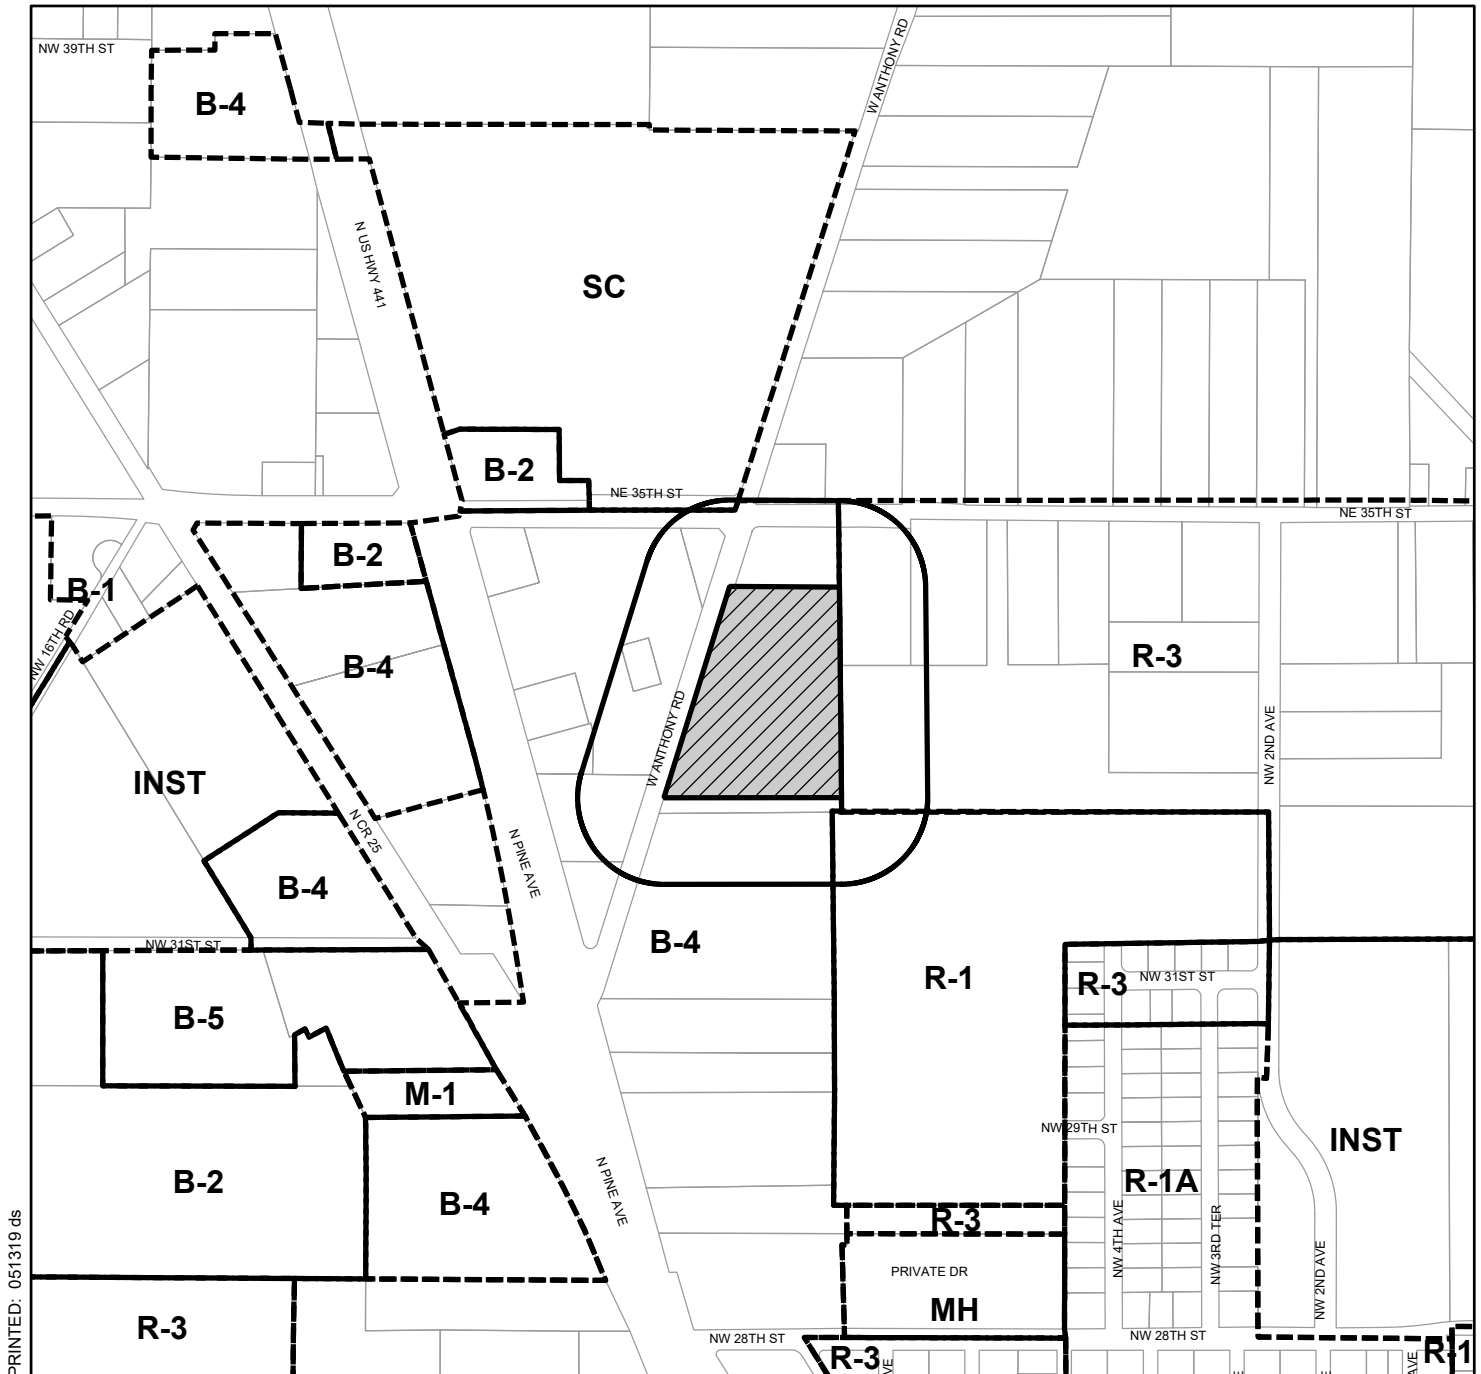 NW 39TH ST
W ANTHONY RD
B-4
N US HWY 441
SC
B-2
NE 35TH ST
NE 35TH ST
B-2
B-1
NW 16TH RD
B-4
R-3
W ANTHONY RD
NW 2ND AVE
INST
N CR 25
N PINE AVE
B-4
B-4
NW 31ST ST
R-1
R-3
NW 31ST ST
B-5
M-1
NW 29TH ST
INST
B-2
R-1A
B-4
N PINE AVE
R-3
NW 4TH AVE
NW 3RD TER
NW 2ND AVE
PRIVATE DR
MH
PRINTED: 051319 ds
R-3
NW 28TH ST
NW 28TH ST
R-3
R-1
VE
AVE